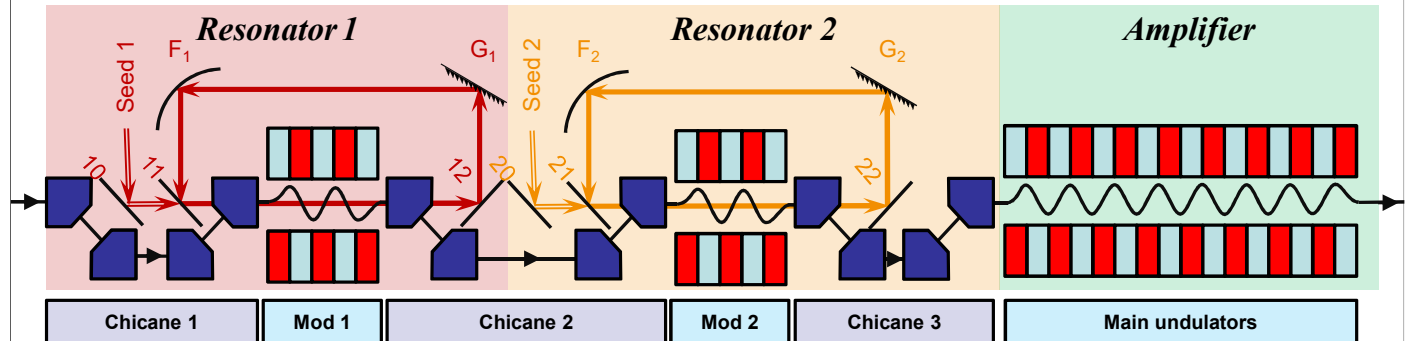 Resonator 1
Resonator 2
Amplifier
Seed 1
F1
G1
Seed 2
F2
G2
10
11
12
20
21
22
Chicane 1
Mod 1
Chicane 2
Mod 2
Chicane 3
Main undulators